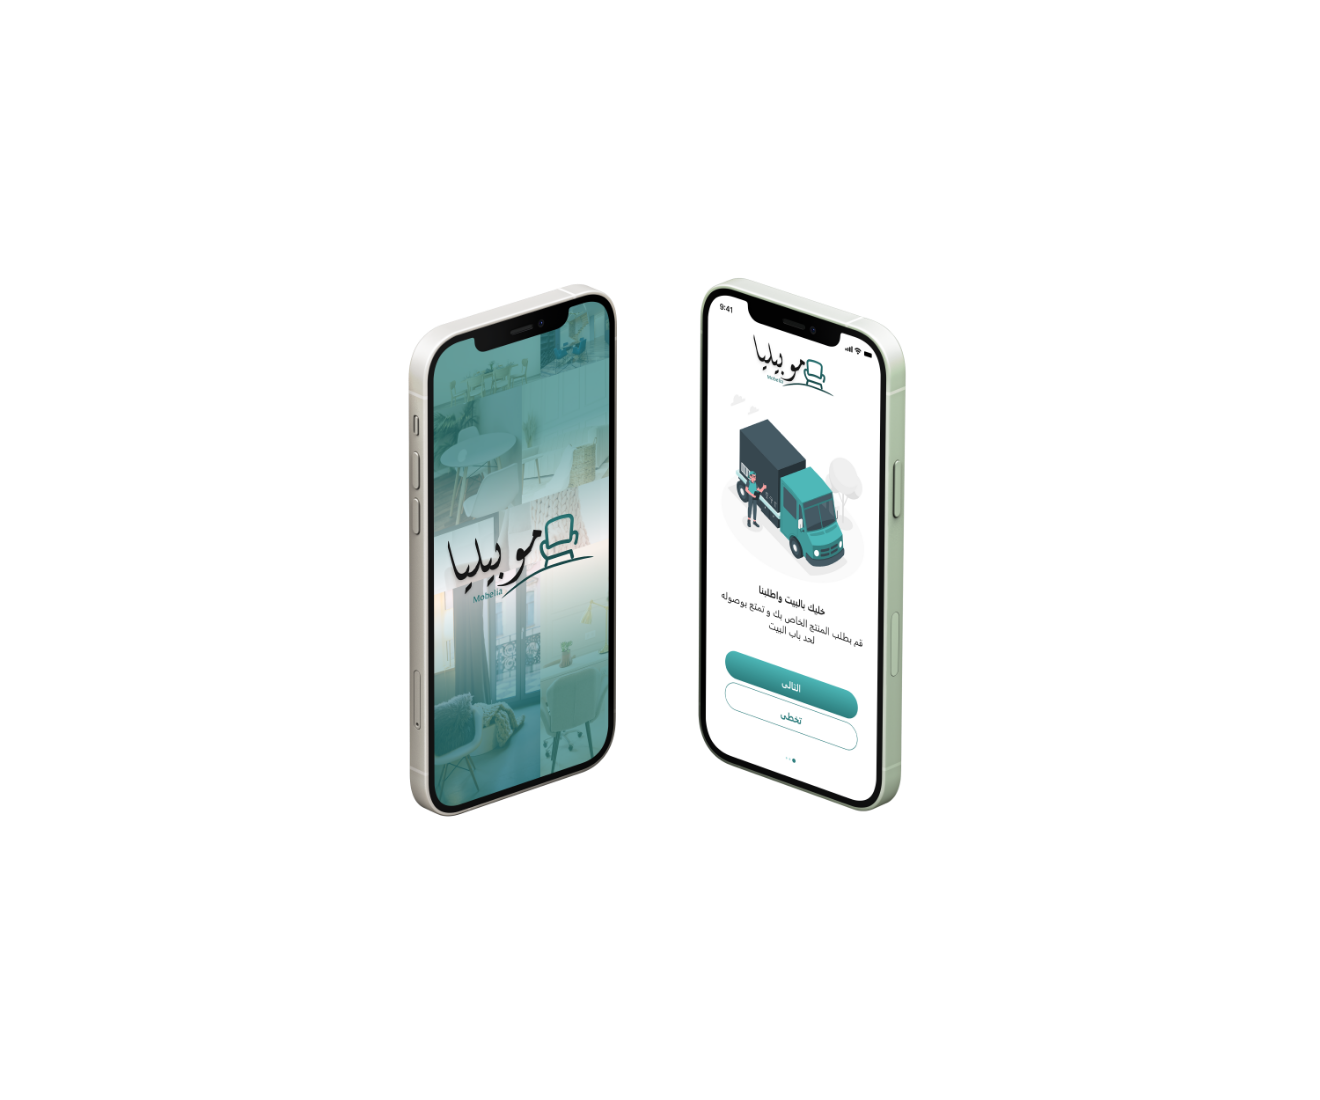 موبيليا
Mobelia
9:41
موبيليا
Mobelia
خليك بالبيت واطلبنا
قم بطلب المنتج الخاص بك و تمتع بوصوله
لحد باب البيت
التالى
تخطى